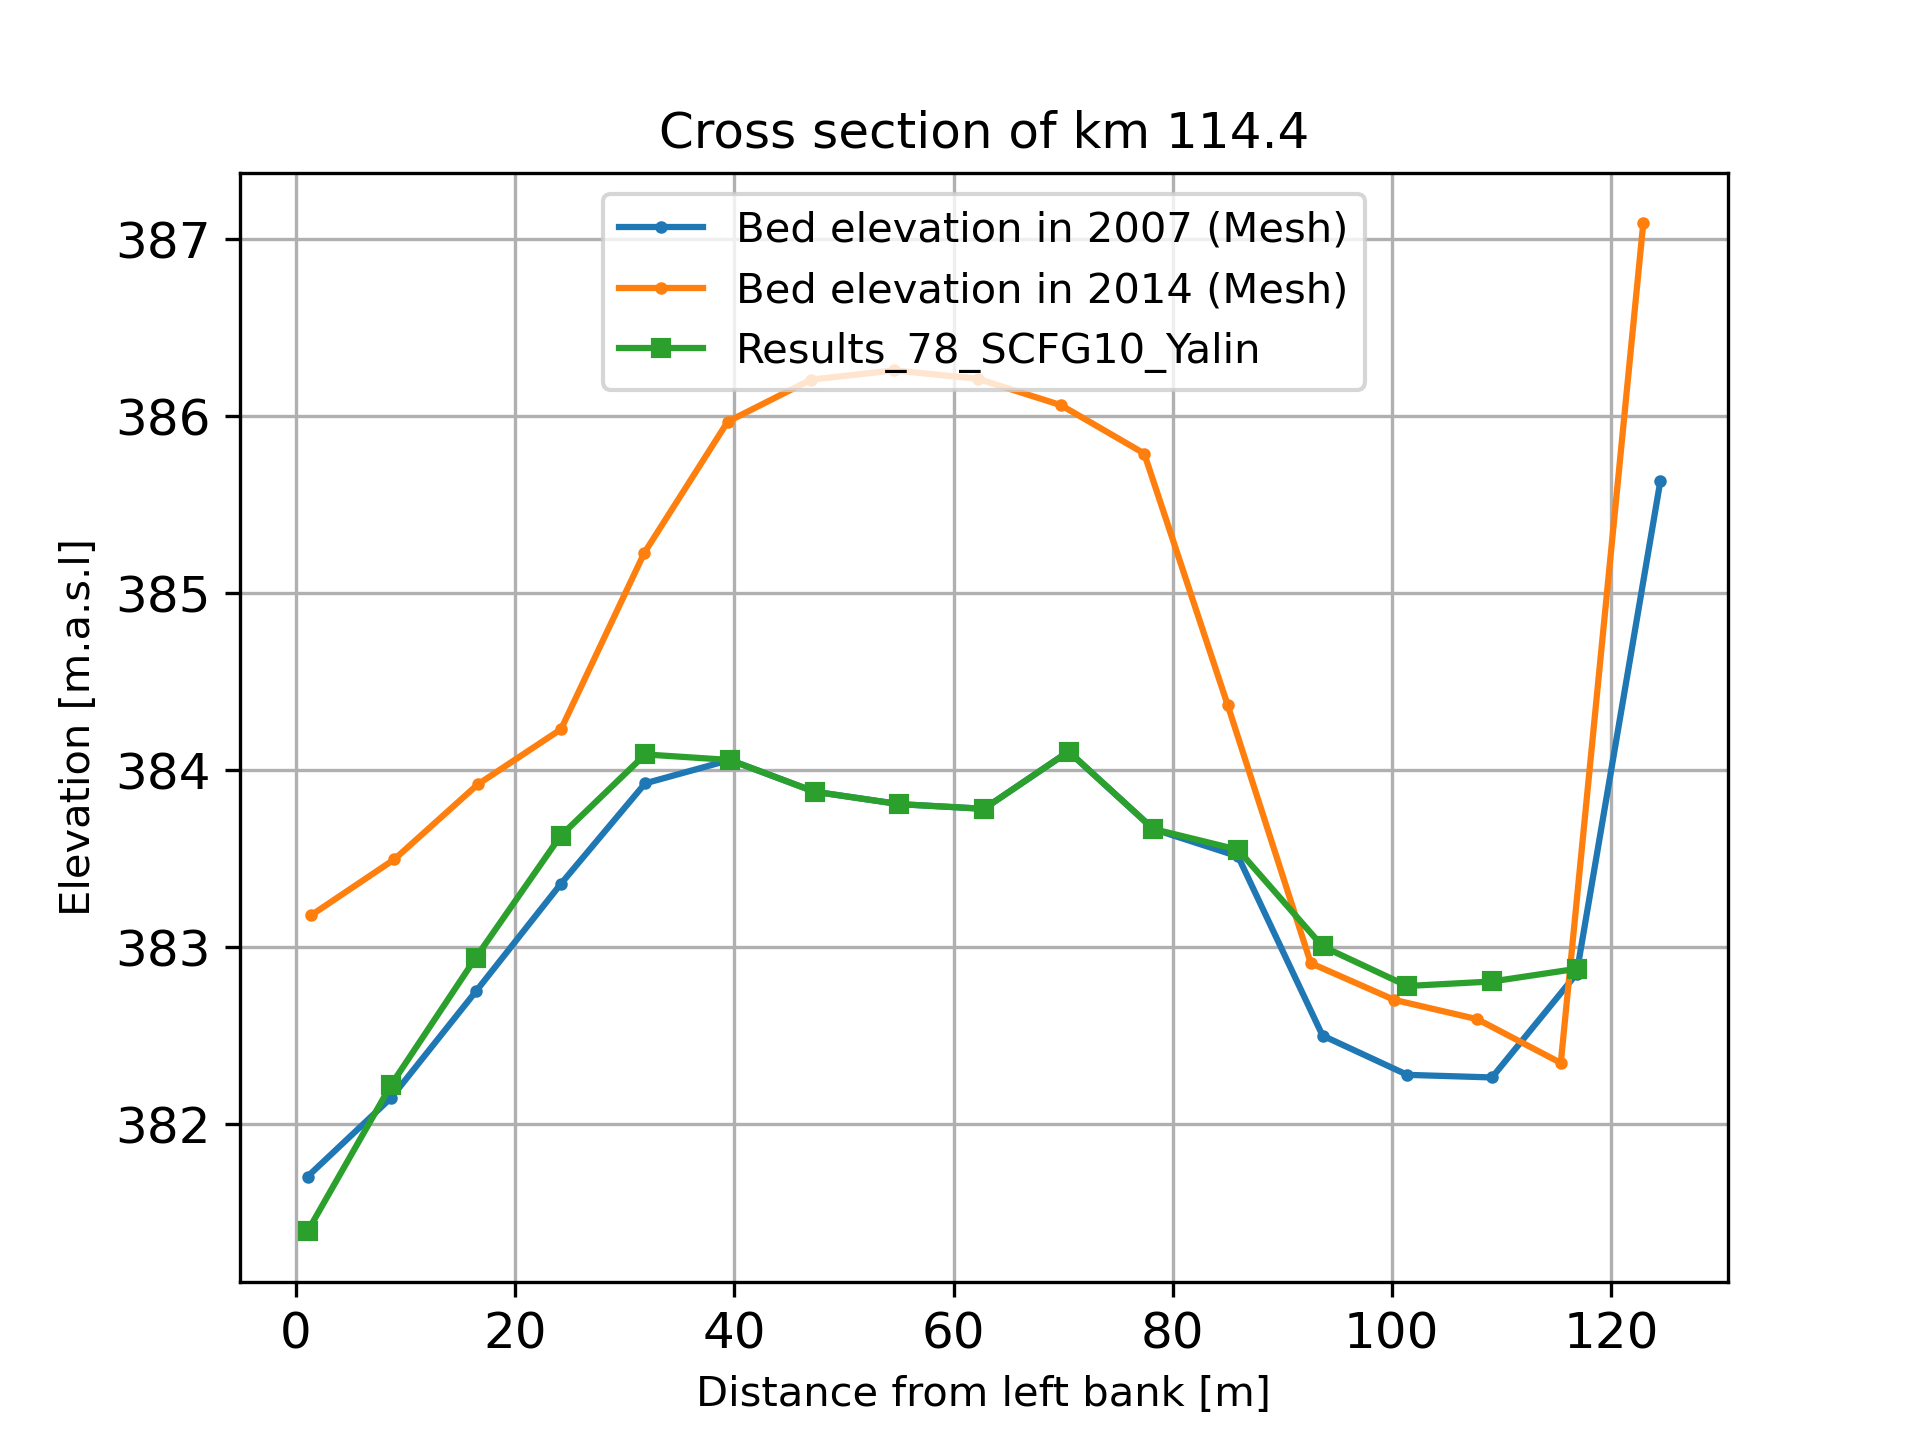 Cross section of km 114.4
Bed elevation in 2007 (Mesh)
Bed elevation in 2014 (Mesh)
Results_78_SCFG10_Yalin
387
386
385
384
383
382
Elevation [m.a.s.l]
0 20 40 60 80 100 120
Distance from left bank [m]